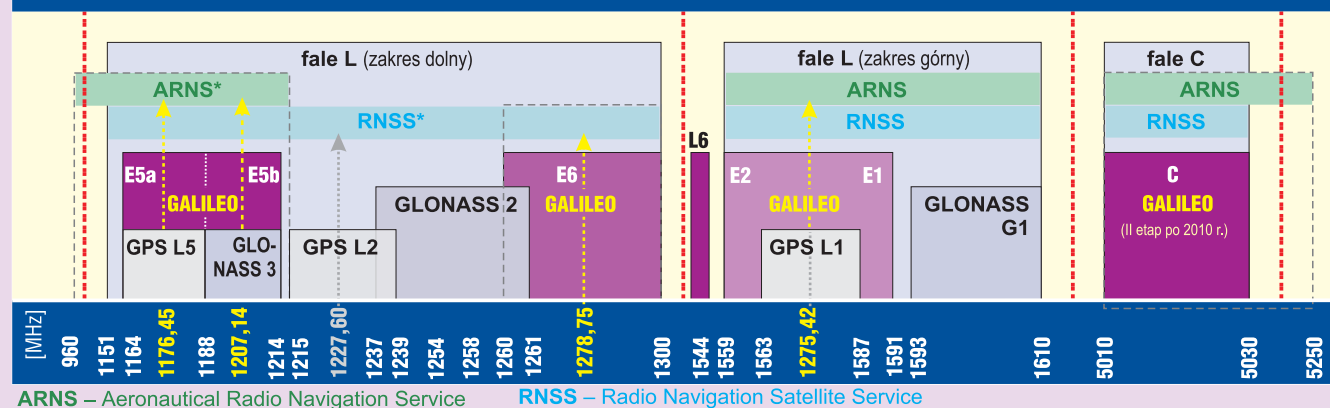 fale L (zakres dolny)
fale L (zakres górny)
fale C
ARNS*
ARNS
ARNS
RNSS*
RNSS
RNSS
L6
E5a
E5b
E6
E2
E1
C
GALILEO
GLONASS 2
GALILEO
GALILEO
GLONASS
G1
GALILEO
(II etap po 2010 r.)
GPS L5
GLO-
NASS 3
GPS L2
GPS L1
[MHz]
960
1151
1164
1176,45
1188
1207,14
1214
1215
1227,60
1237
1239
1254
1258
1260
1261
1278,75
1300
1544
1559
1563
1275,42
1587
1591
1593
1610
5010
5030
5250
ARNS – Aeronautical Radio Navigation Service
RNSS – Radio Navigation Satellite Service